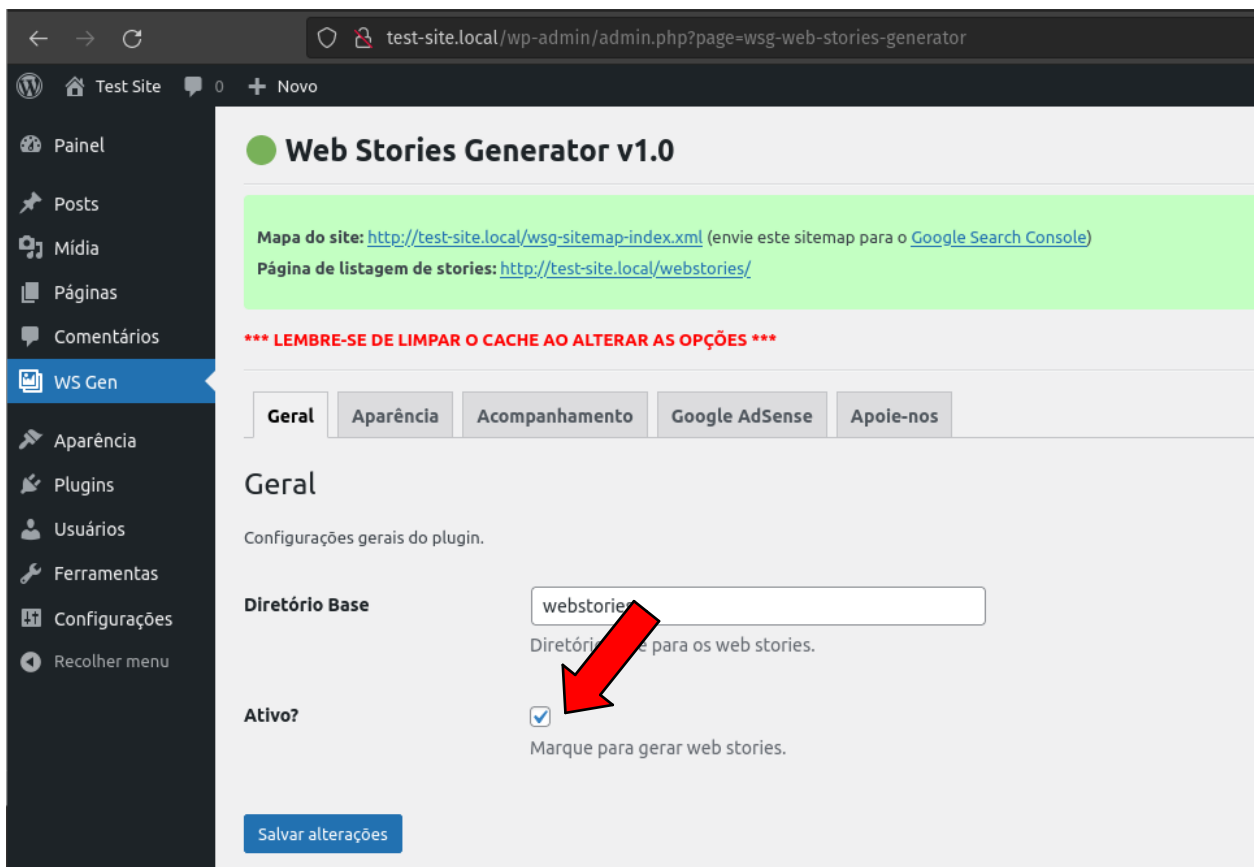 test-site.local/wp-admin/admin.php?page=wsg-web-stories-generator
Test Site 0 Novo
Painel
Posts
Mídia
Páginas
Comentários
WS Gen
Aparência
Plugins
Usuários
Ferramentas
Configurações
Recolher menu
Web Stories Generator v1.0
Mapa do site: http://test-site.local/wsg-sitemap-index.xml (envie este sitemap para o Google Search Console)
Página de listagem de stories: http://test-site.local/webstories/
*** LEMBRE-SE DE LIMPAR O CACHE AO ALTERAR AS OPÇÕES ***
Geral Aparência Acompanhamento Google AdSense Apoie-nos
Geral
Configurações gerais do plugin.
Diretório Base webstories
para os web stories.
Ativo?
Marque para gerar web stories.
Salvar alterações